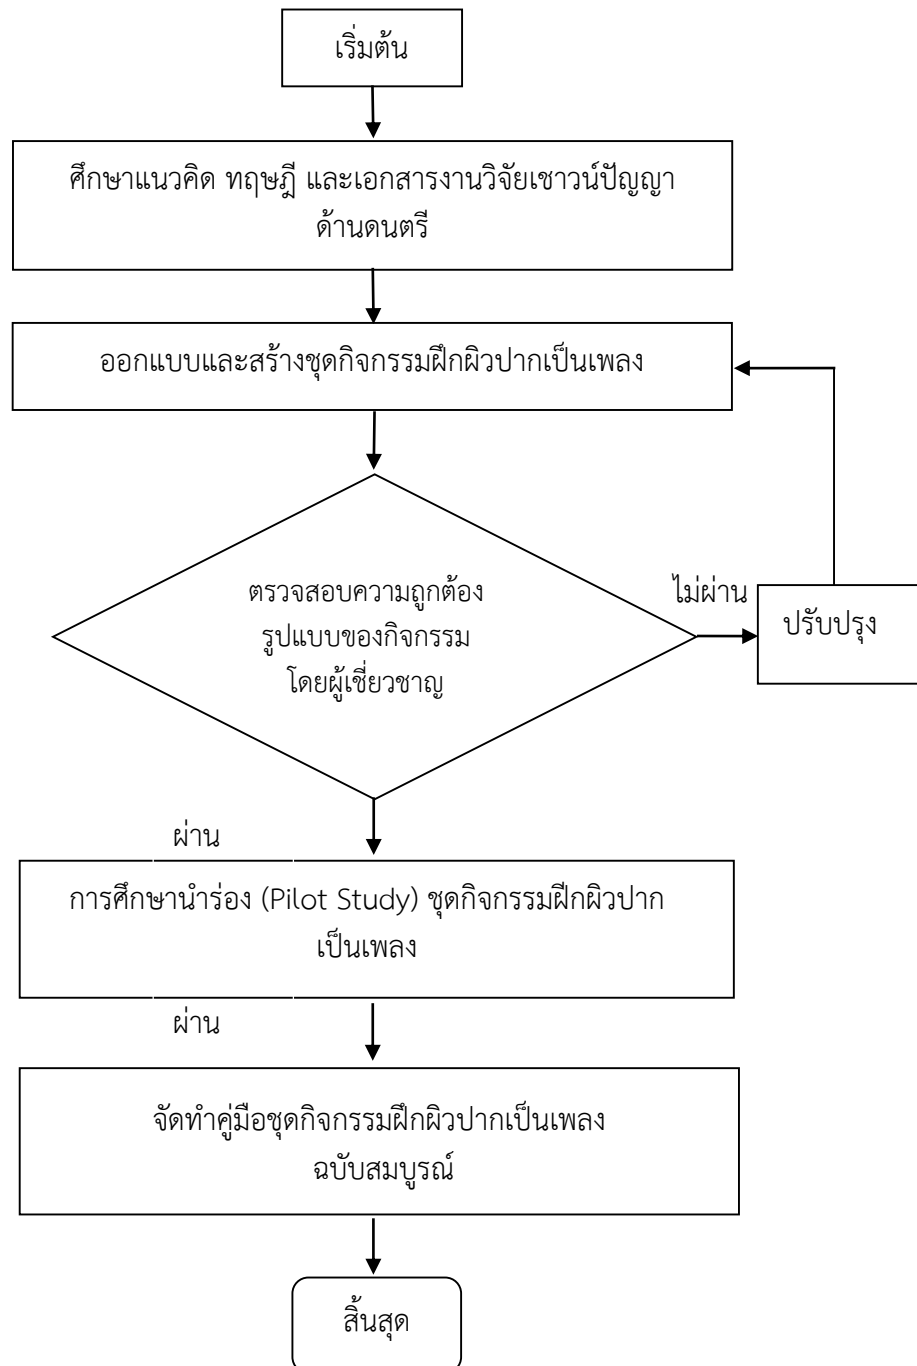 เริ่มต้น
ศึกษาแนวคิด ทฤษฎี และเอกสารงานวิจัยเชาวน์ปัญญา
ด้านดนตรี
ออกแบบและสร้างชุดกิจกรรมฝึกผิวปากเป็นเพลง
ตรวจสอบความถูกต้อง
รูปแบบของกิจกรรม
โดยผู้เชี่ยวชาญ
ไม่ผ่าน
ปรับปรุง
ผ่าน
การศึกษานำร่อง (Pilot Study) ชุดกิจกรรมฝึกผิวปาก
เป็นเพลง
ผ่าน
จัดทำคู่มือชุดกิจกรรมฝึกผิวปากเป็นเพลง
ฉบับสมบูรณ์
สิ้นสุด